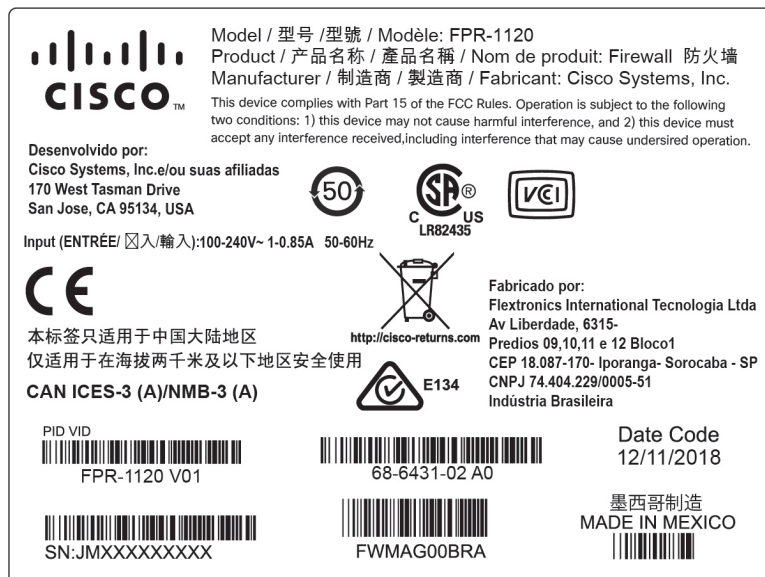 CISCO™
Model / 型号 /型號 / Modèle: FPR-1120
Product / 产品名称 / 產品名稱 / Nom de produit: Firewall 防火墙
Manufacturer / 制造商 / 製造商 / Fabricant: Cisco Systems, Inc.
This device complies with Part 15 of the FCC Rules. Operation is subject to the following
two conditions: 1) this device may not cause harmful interference, and 2) this device must
accept any interference received,including interference that may cause undersired operation.
Desenvolvido por:
Cisco Systems, Inc.e/ou suas afiliadas
170 West Tasman Drive
San Jose, CA 95134, USA
50
SA®
C US
LR82435
VCI
Input (ENTRÉE/ ☒入/輸入):100-240V~ 1-0.85A 50-60Hz
CE
本标签只适用于中国大陆地区
仅适用于在海拔两千米及以下地区安全使用
CAN ICES-3 (A)/NMB-3 (A)
http://cisco-returns.com
E134
Fabricado por:
Flextronics International Tecnologia Ltda
Av Liberdade, 6315-
Predios 09,10,11 e 12 Bloco1
CEP 18.087-170- Iporanga- Sorocaba - SP
CNPJ 74.404.229/0005-51
Indústria Brasileira
PID VID
FPR-1120 V01
68-6431-02 A0
Date Code
12/11/2018
SN:JMXXXXXXXXX
FWMAG00BRA
墨西哥制造
MADE IN MEXICO